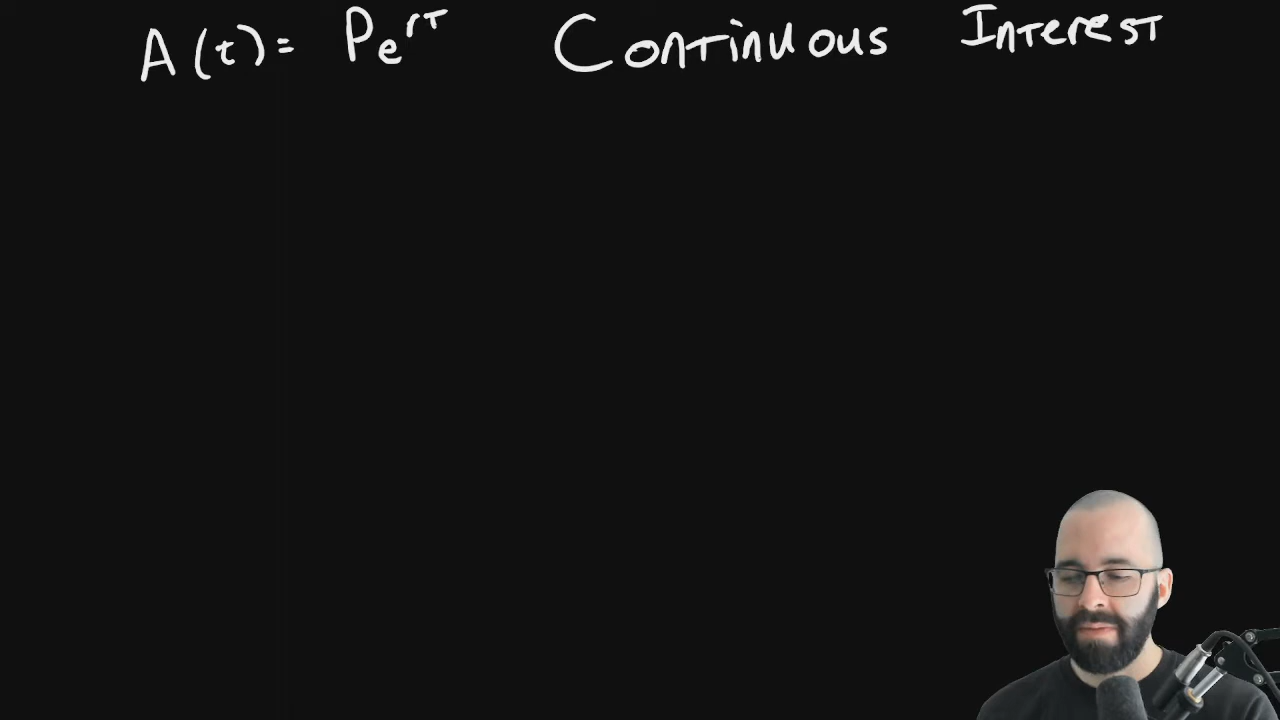 A(t) = Pe^rt Continuous Interest